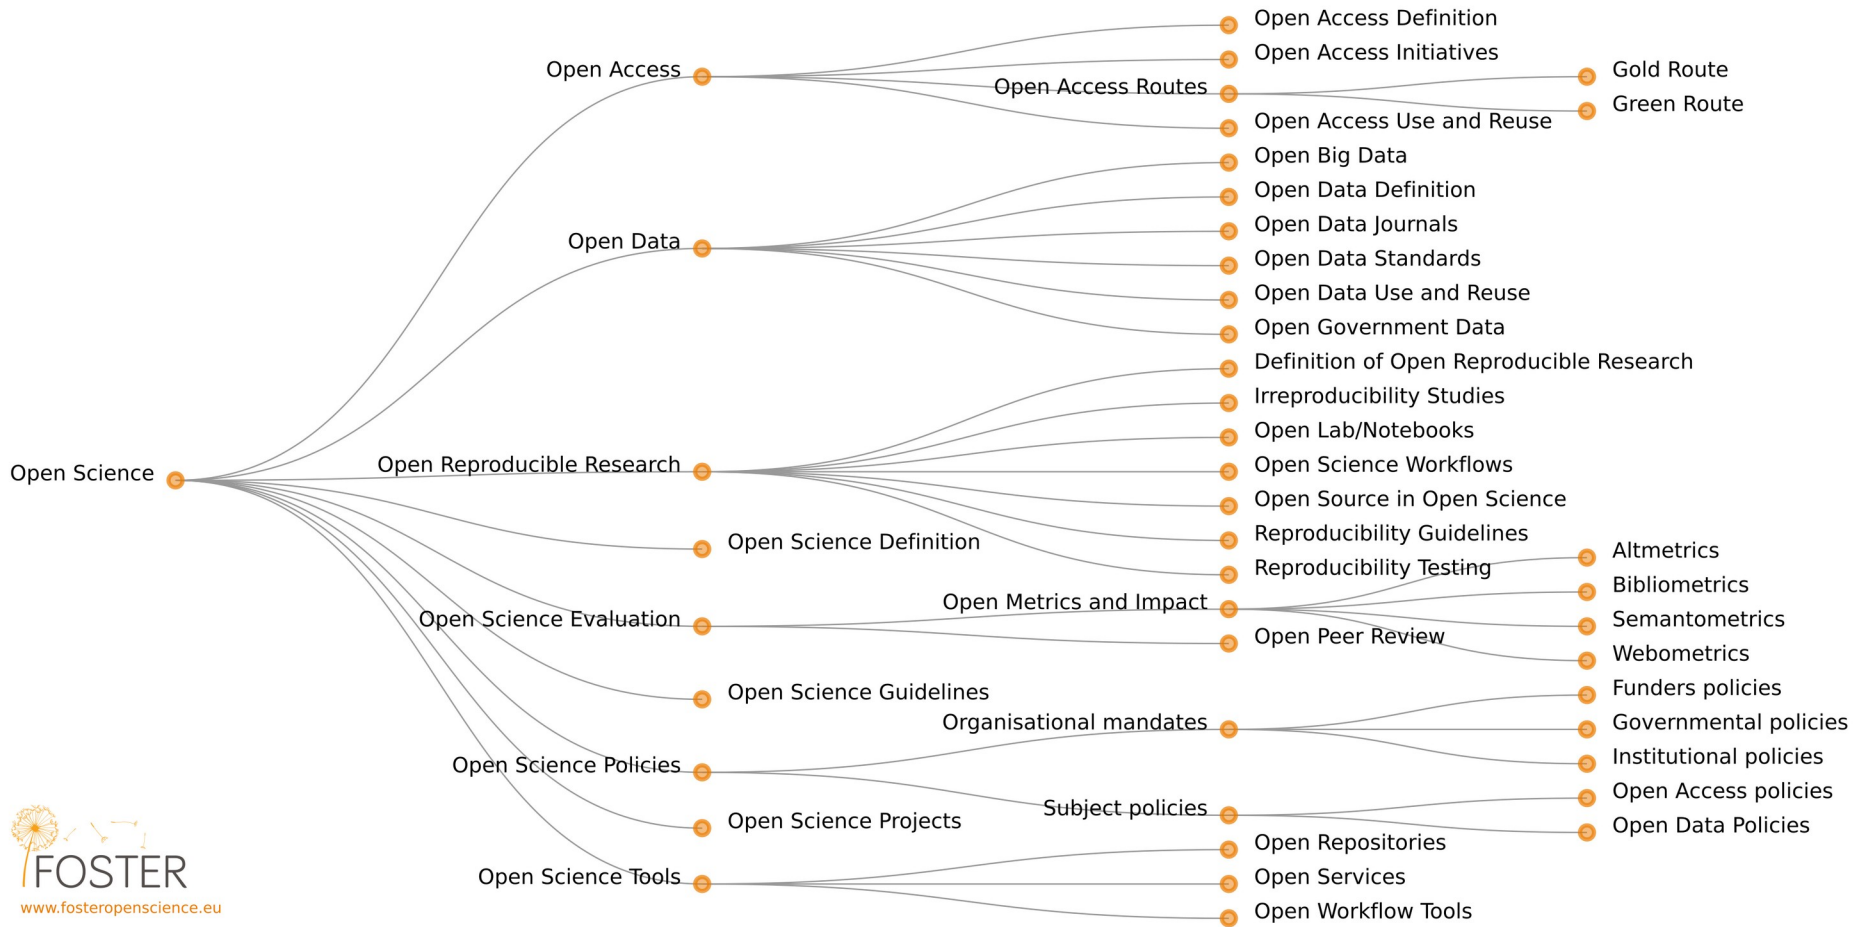 Open Science
Open Access
Open Access Definition
Open Access Initiatives
Open Access Routes
Gold Route
Green Route
Open Access Use and Reuse
Open Data
Open Big Data
Open Data Definition
Open Data Journals
Open Data Standards
Open Data Use and Reuse
Open Government Data
Open Reproducible Research
Definition of Open Reproducible Research
Irreproducibility Studies
Open Lab/Notebooks
Open Science Workflows
Open Source in Open Science
Reproducibility Guidelines
Reproducibility Testing
Open Science Definition
Open Science Evaluation
Open Metrics and Impact
Altmetrics
Bibliometrics
Semantometrics
Webometrics
Open Peer Review
Open Science Guidelines
Open Science Policies
Organisational mandates
Funders policies
Governmental policies
Institutional policies
Subject policies
Open Access policies
Open Data Policies
Open Science Projects
Open Science Tools
Open Repositories
Open Services
Open Workflow Tools
FOSTER
www.fosteropenscience.eu